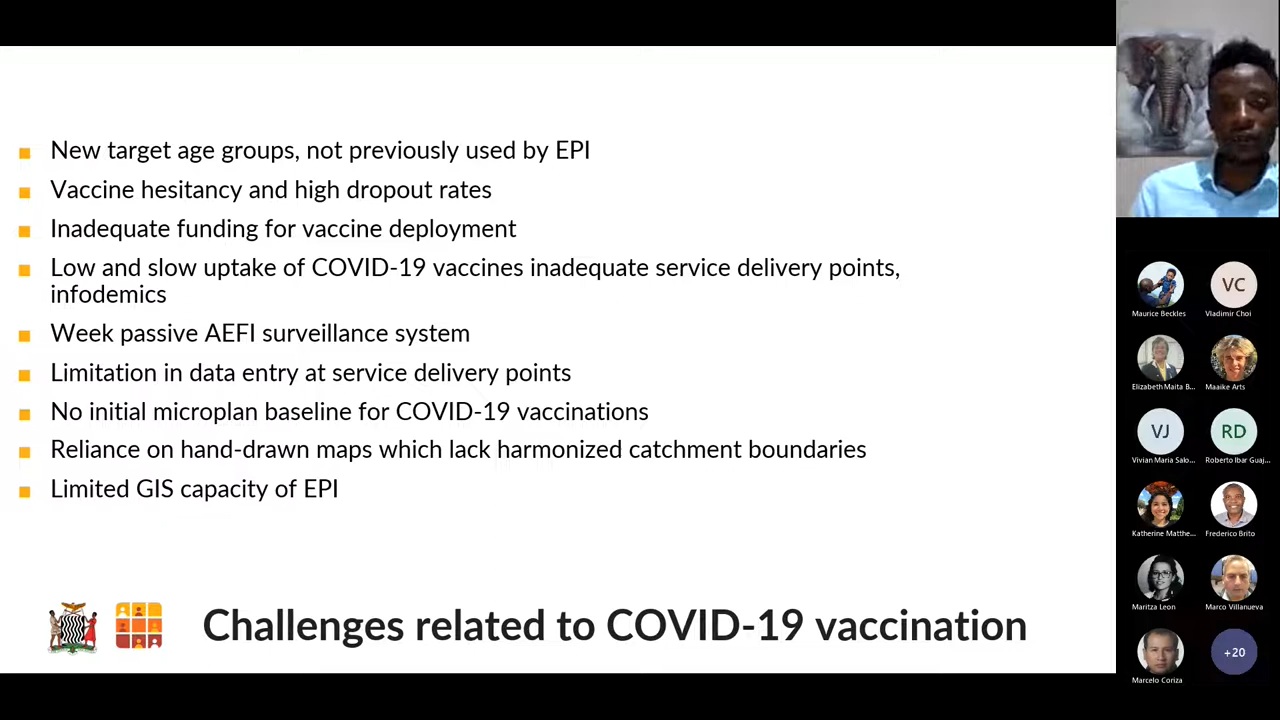 New target age groups, not previously used by EPI
Vaccine hesitancy and high dropout rates
Inadequate funding for vaccine deployment
Low and slow uptake of COVID-19 vaccines inadequate service delivery points,
infodemics
Week passive AEFI surveillance system
Limitation in data entry at service delivery points
No initial microplan baseline for COVID-19 vaccinations
Reliance on hand-drawn maps which lack harmonized catchment boundaries
Limited GIS capacity of EPI
Challenges related to COVID-19 vaccination
VC
Maurice Beckles
Vladimir Choi
Elizabeth Maita B...
Maaike Arts
VJ
RD
Vivian Maria Salo...
Roberto Ibar Guaj...
Katherine Matthe...
Frederico Brito
Maritza Leon
Marco Villanueva
+20
Marcelo Coriza